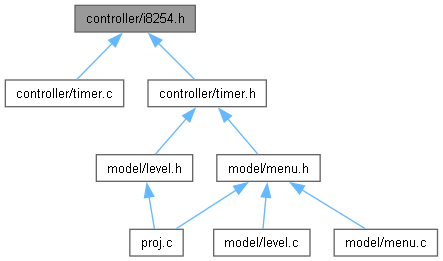 controller/i8254.h
controller/timer.c
controller/timer.h
model/level.h
model/menu.h
proj.c
model/level.c
model/menu.c